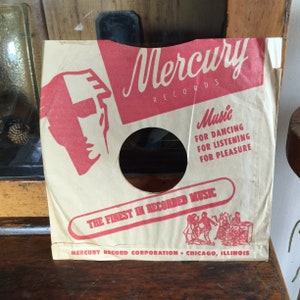 Mercury
RECORDS
Music
FOR DANCING
FOR LISTENING
FOR PLEASURE
THE FINEST IN RECORDED MUSIC
MERCURY RECORD CORPORATION • CHICAGO, ILLINOIS